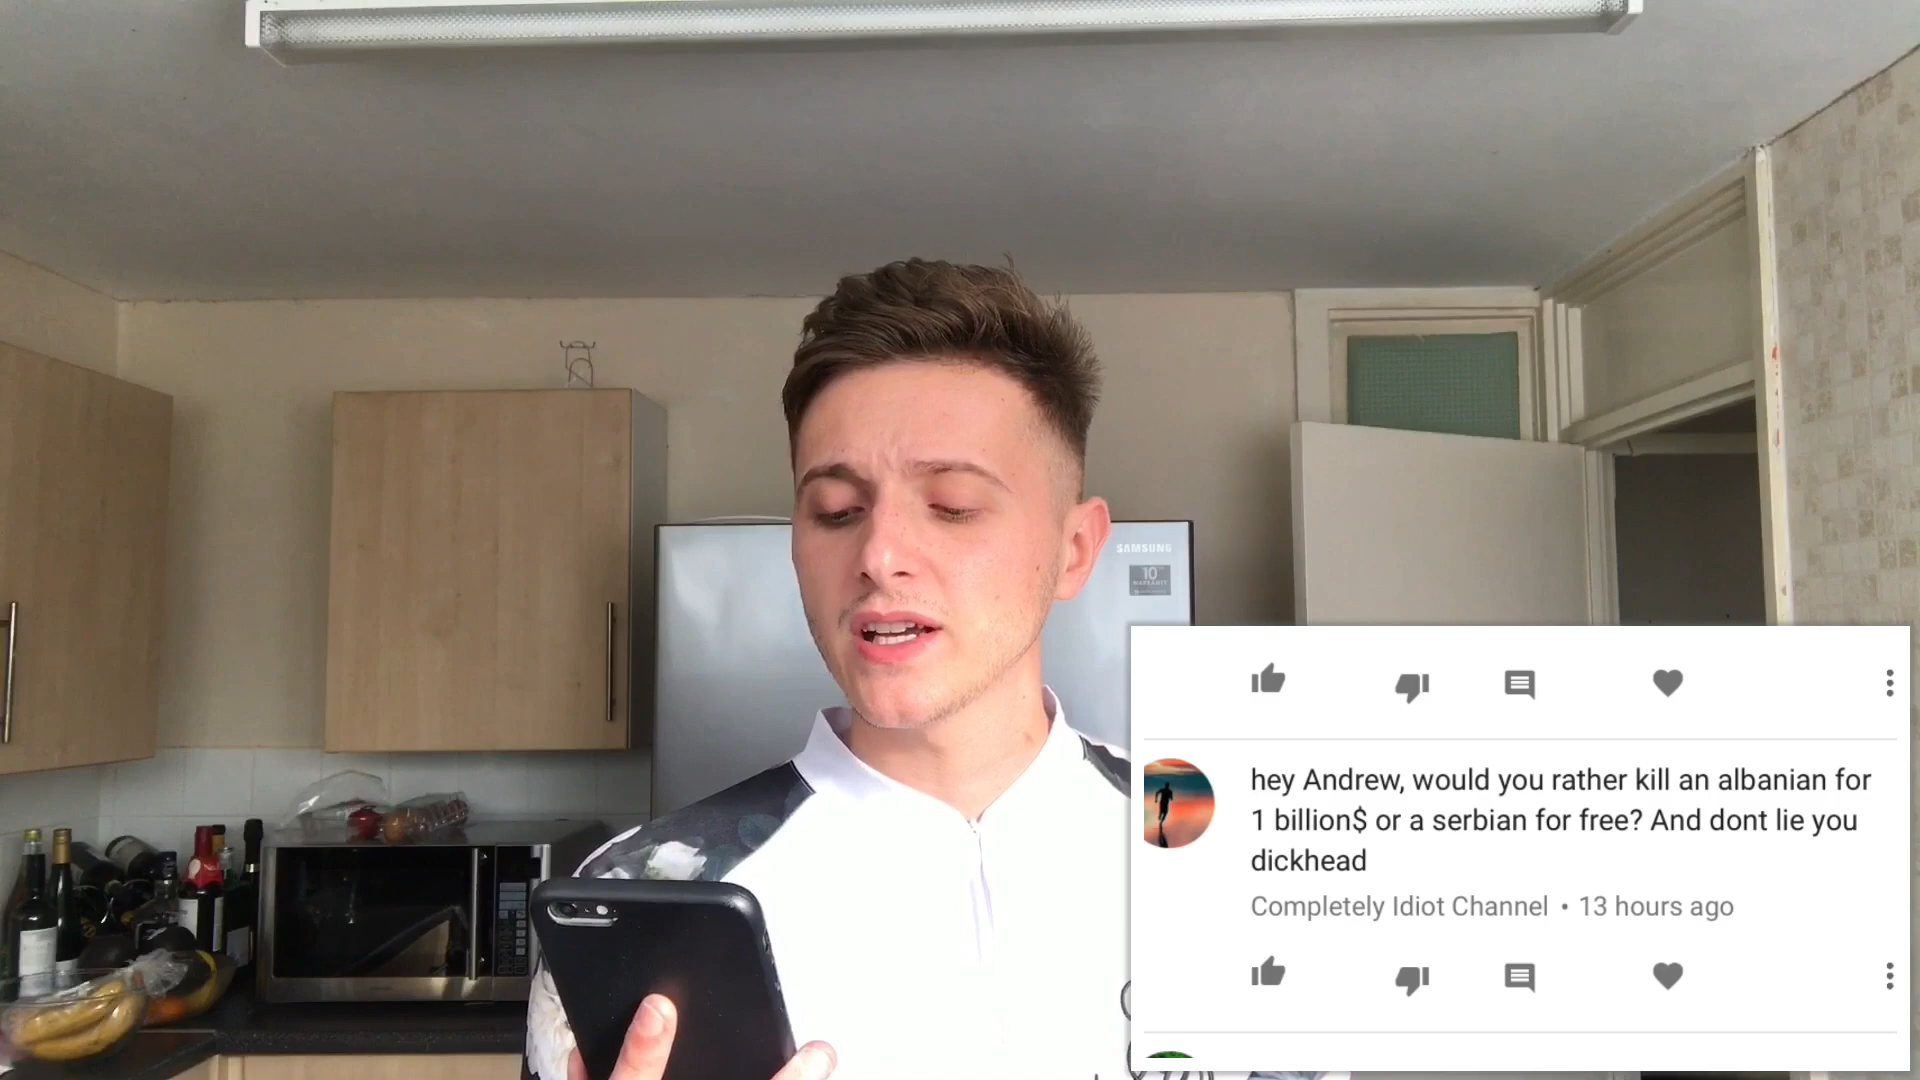 SAMSUNG
10
WARRANTY
hey Andrew, would you rather kill an albanian for
1 billion$ or a serbian for free? And dont lie you
dickhead
Completely Idiot Channel • 13 hours ago